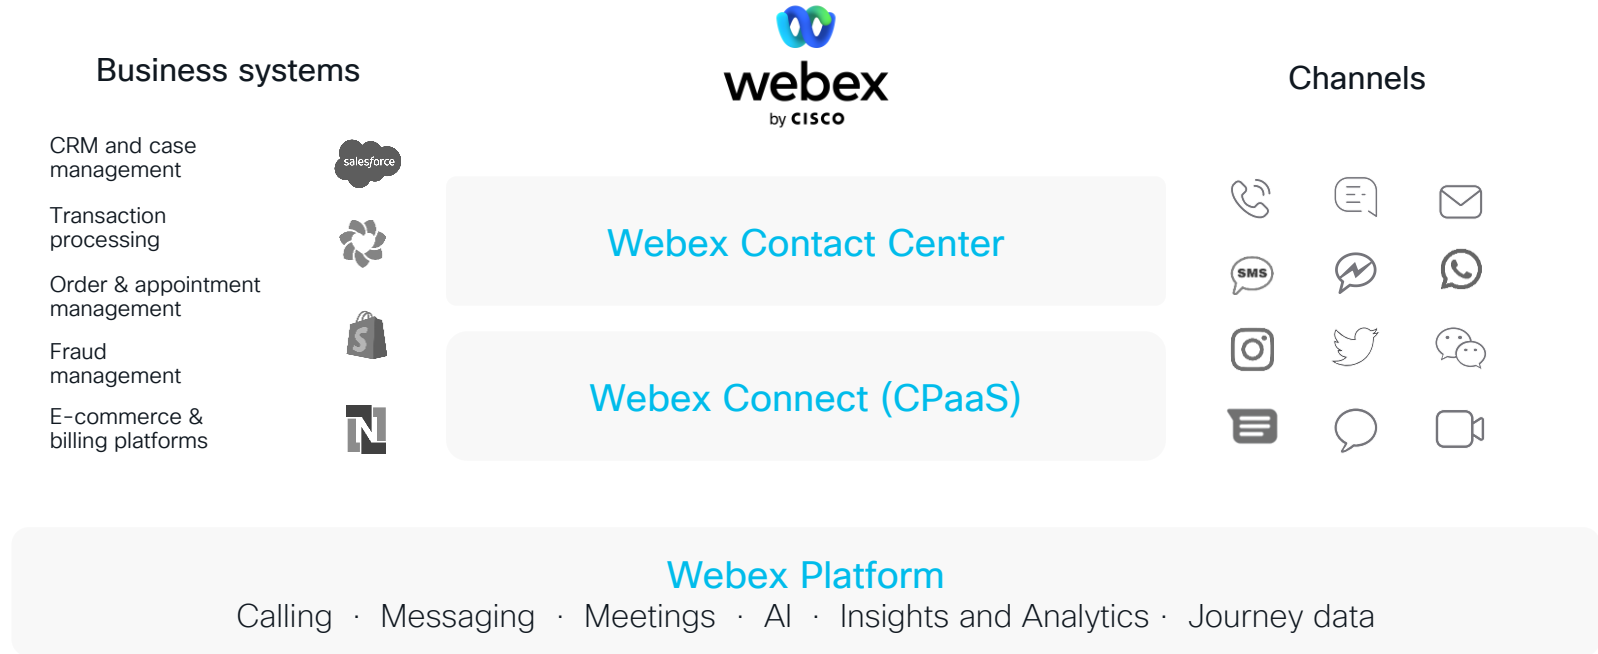 webex
by CISCO
Business systems
CRM and case
management
salesforce
Transaction
processing
Order & appointment
management
S
Fraud
management
E-commerce &
billing platforms
N
Webex Contact Center
Webex Connect (CPaaS)
Channels
SMS
Webex Platform
Calling · Messaging · Meetings · AI · Insights and Analytics · Journey data